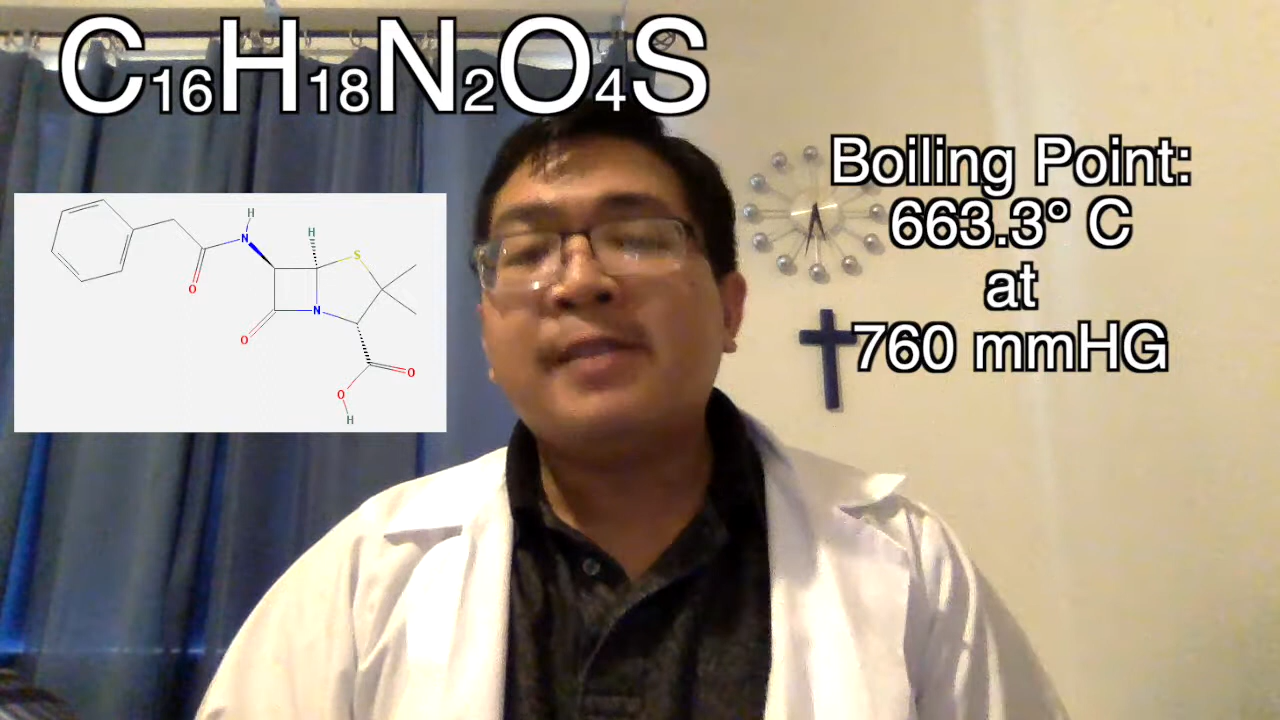 C16H18N2O4S
Boiling Point:
663.3° C
at
760 mmHG
H
N
H
S
O
N
O
O
O
H